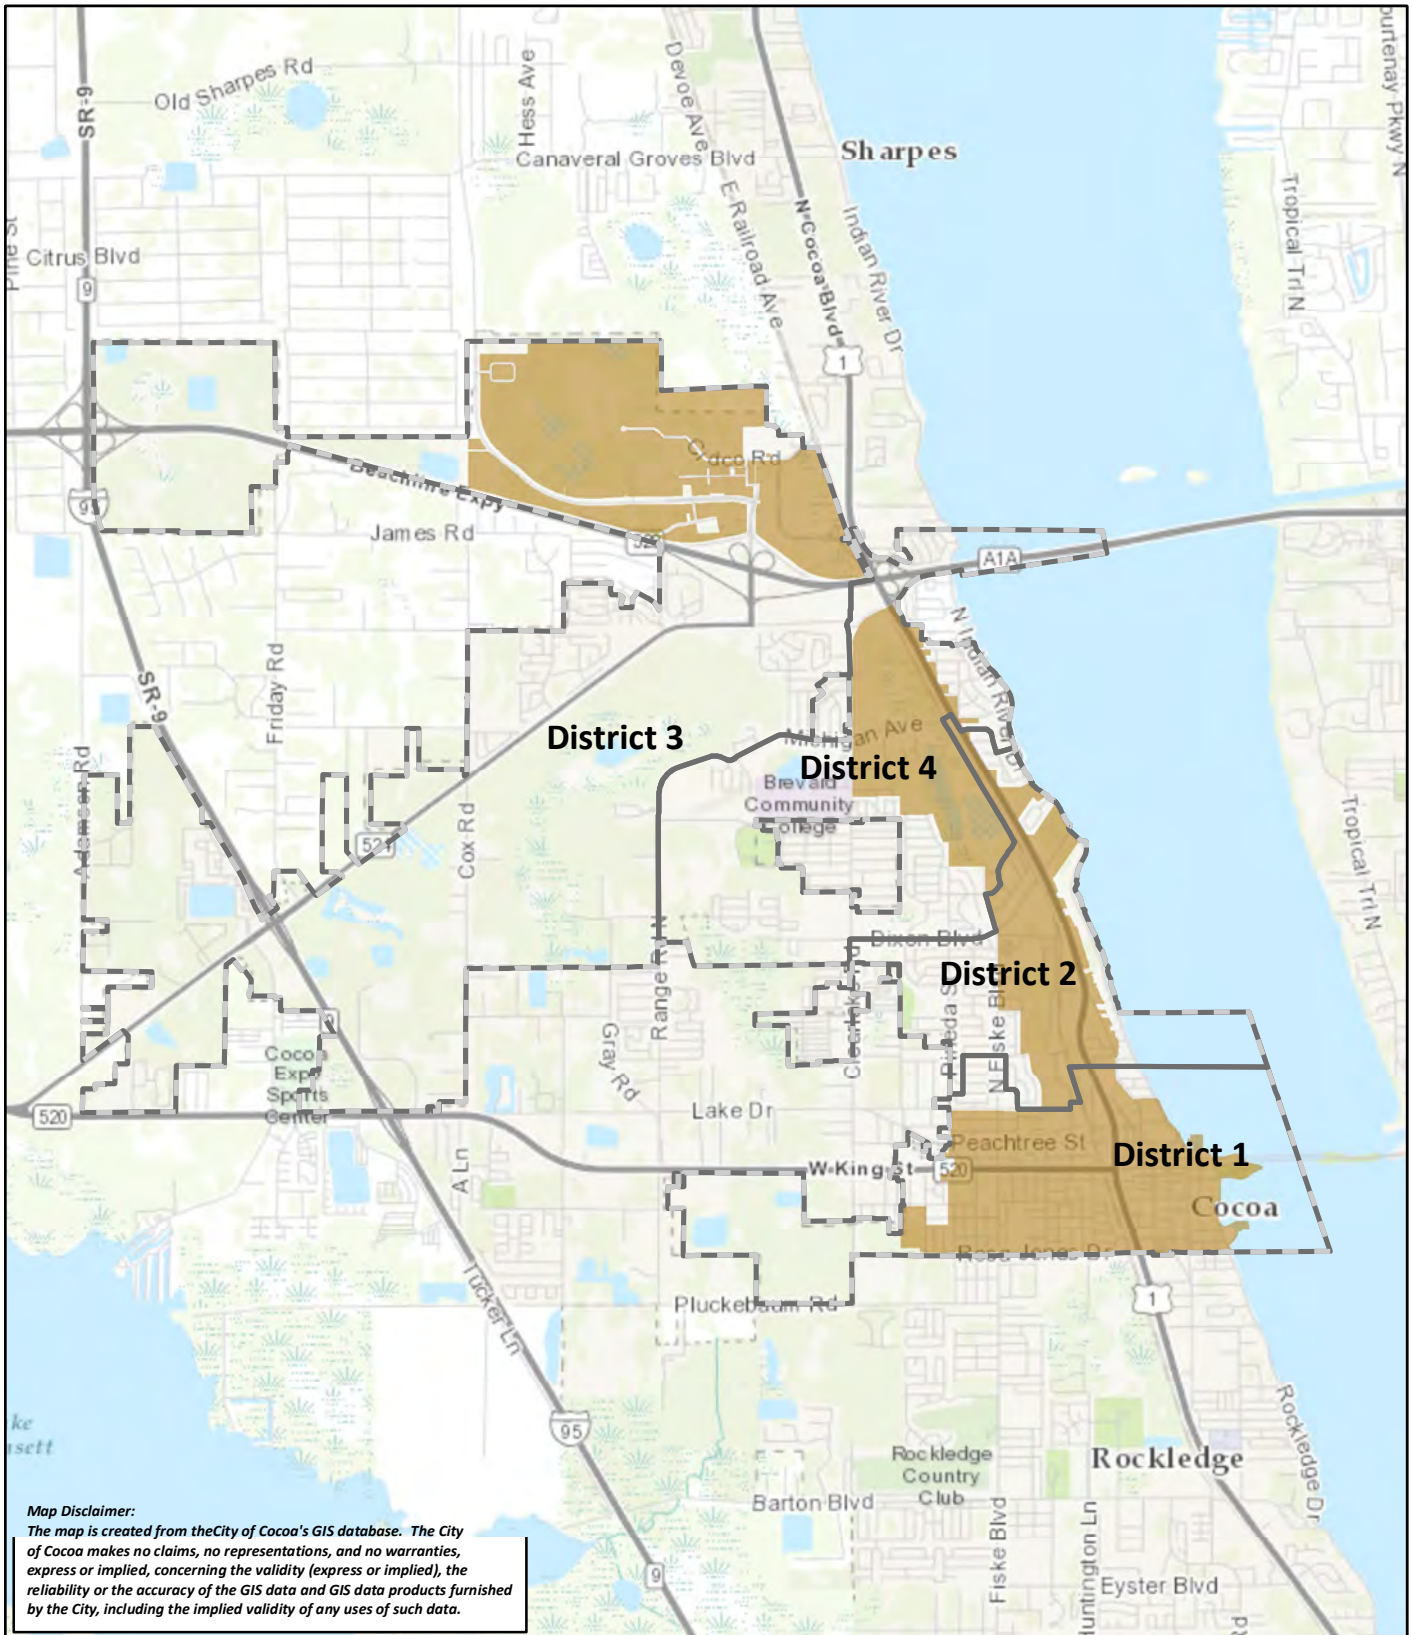 SR-9
Old Sharpes Rd
Hess Ave
Devoe Ave
Canaveral Groves Blvd
Sharpes
E Railroad Ave
N Cocoa Blvd
Indian River Dr
Tropical Trl N
Citrus Blvd
9
1
Cidco Rd
Beachline Expy
James Rd
A1A
SR-9
Friday Rd
Adamson Rd
N Indian River Dr
District 3
Michigan Ave
District 4
Brevard
Community
College
Cox Rd
Tropical Trl N
Range Rd N
Dixon Blvd
District 2
Gray Rd
Cocoa
Expo
Sports
Center
520
Lake Dr
Peachtree St
District 1
A Ln
W King St
520
Cocoa
Rosa Jones Dr
Tucker Ln
Pluckebaum Rd
1
95
Rockledge
Country
Club
Rockledge
Rockledge Dr
Barton Blvd
Fiske Blvd
Huntington Ln
Eyster Blvd
9
Rd
Map Disclaimer:
The map is created from theCity of Cocoa's GIS database. The City
of Cocoa makes no claims, no representations, and no warranties,
express or implied, concerning the validity (express or implied), the
reliability or the accuracy of the GIS data and GIS data products furnished
by the City, including the implied validity of any uses of such data.